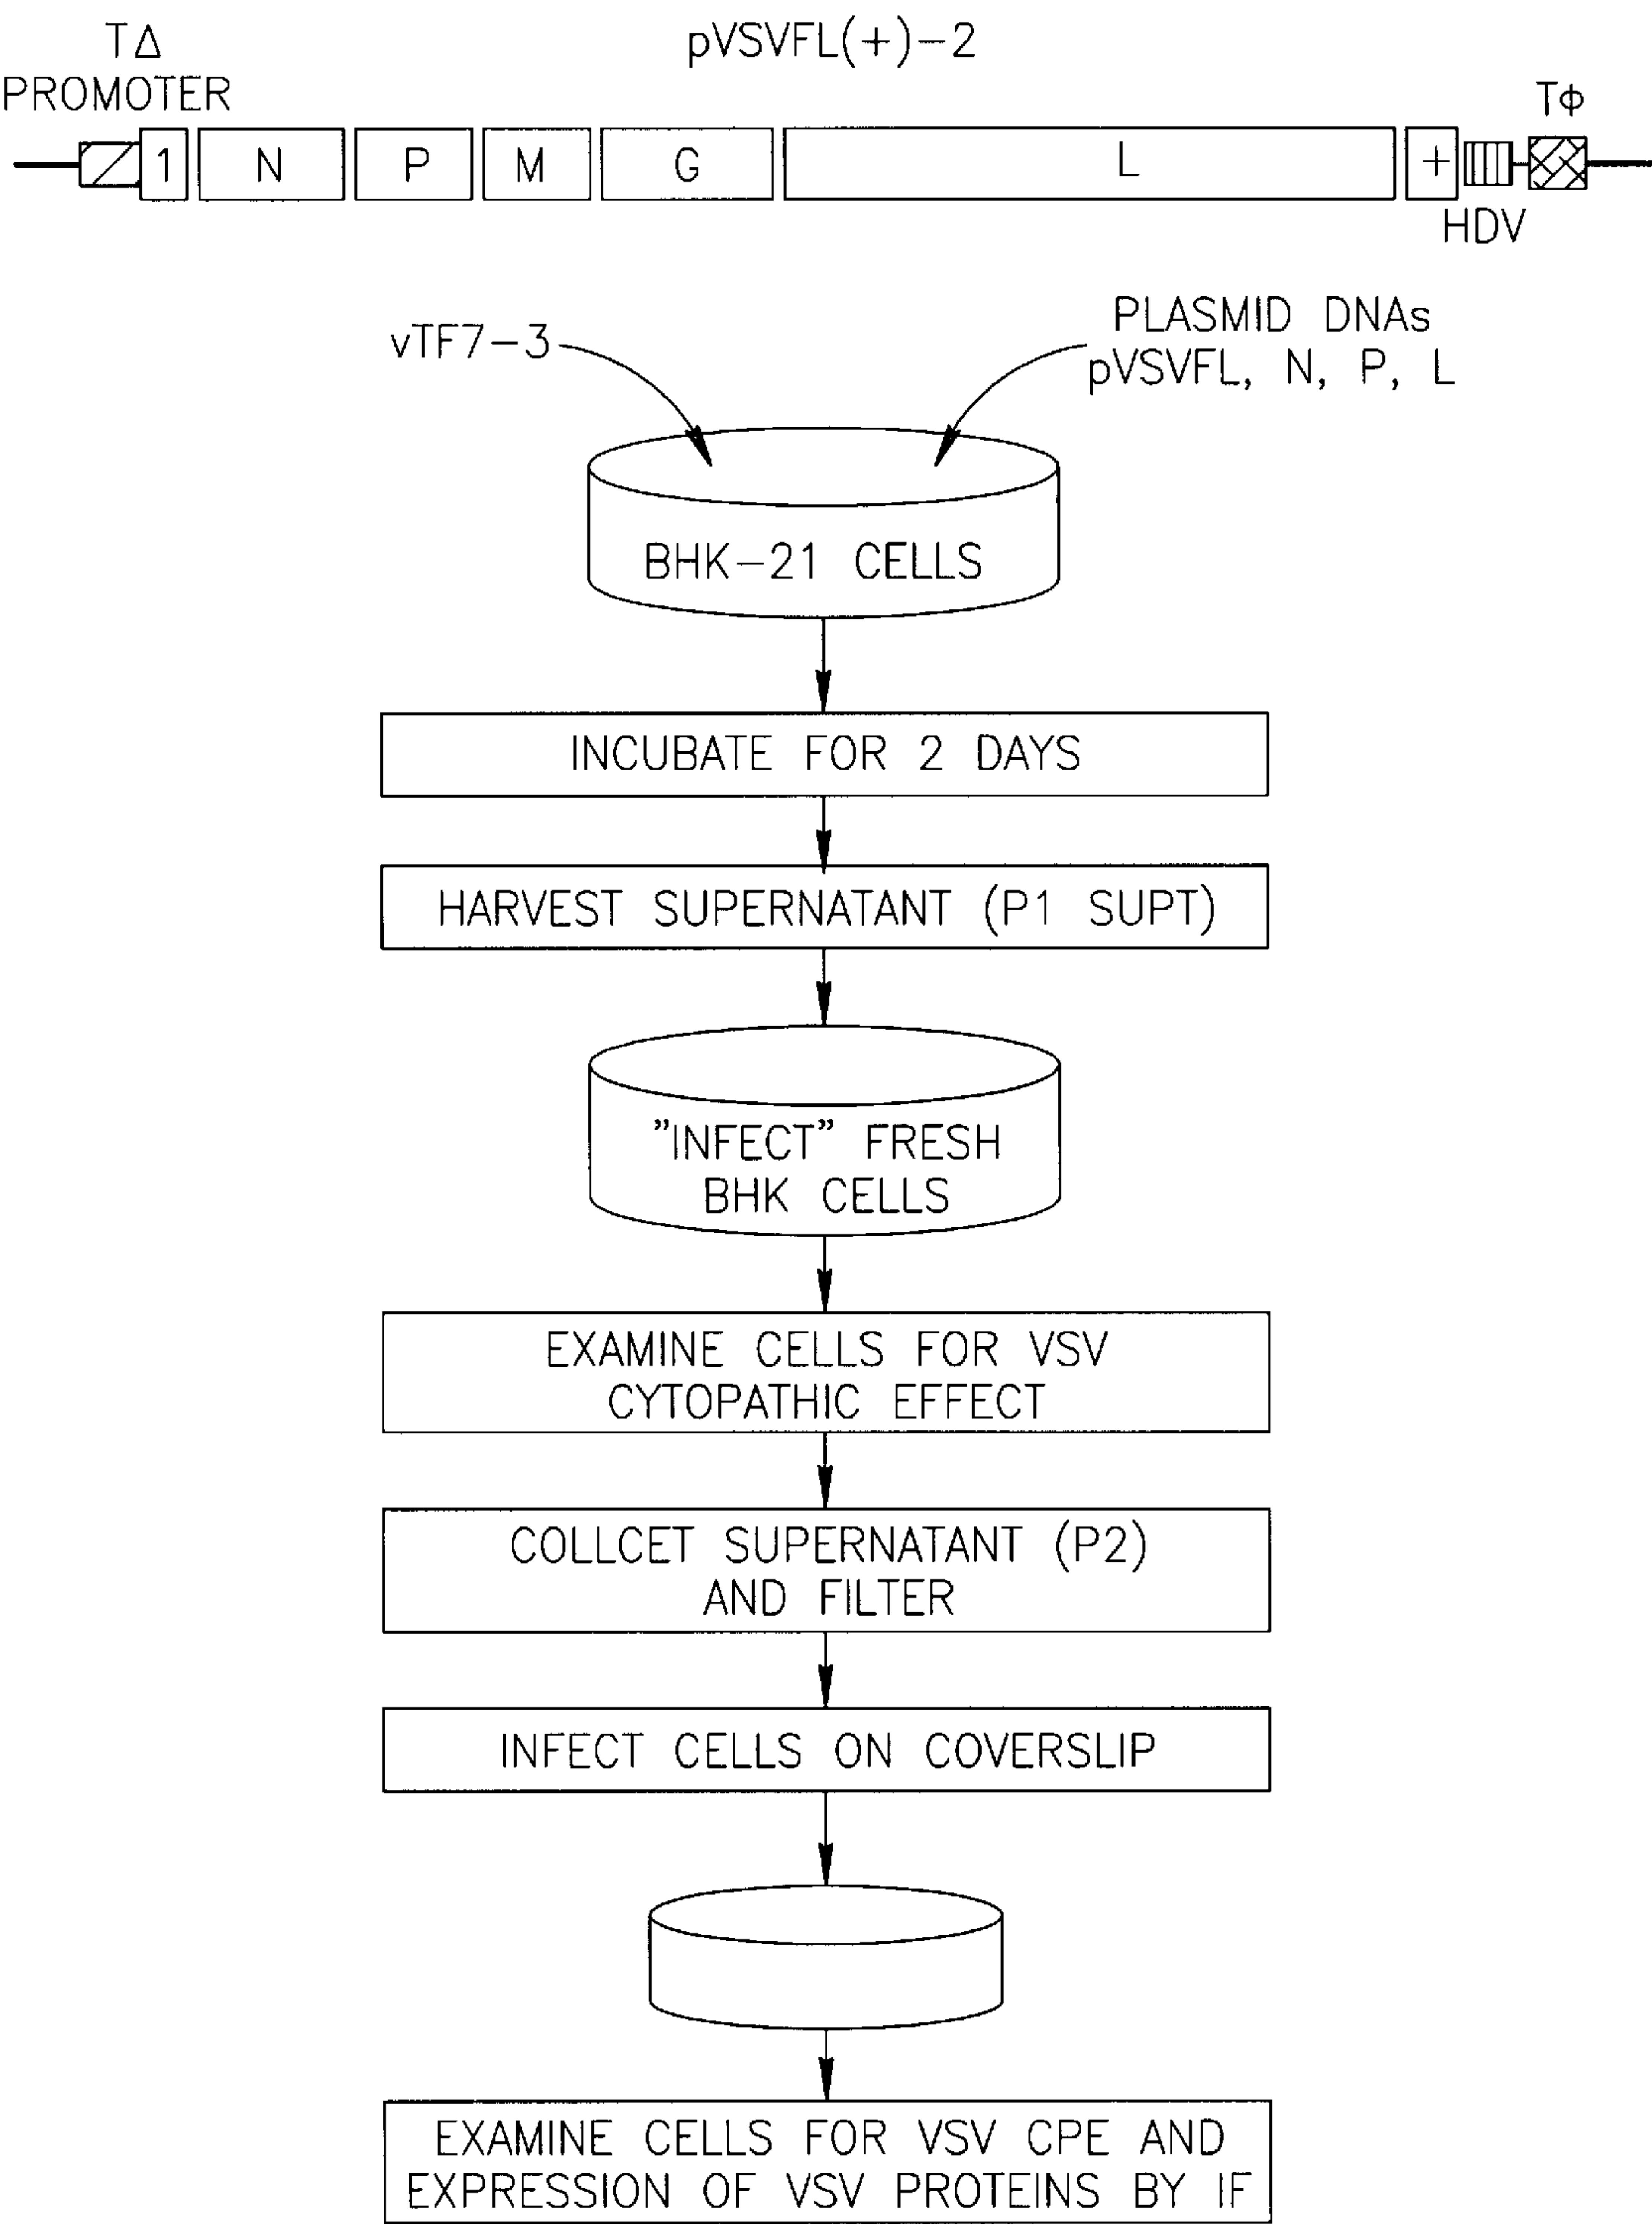 TΔ
PROMOTER
pVSVFL(+)-2
Tϕ
1 N P M G L +
HDV
vTF7-3
PLASMID DNAs
pVSVFL, N, P, L
BHK-21 CELLS
INCUBATE FOR 2 DAYS
HARVEST SUPERNATANT (P1 SUPT)
"INFECT" FRESH
BHK CELLS
EXAMINE CELLS FOR VSV
CYTOPATHIC EFFECT
COLLCET SUPERNATANT (P2)
AND FILTER
INFECT CELLS ON COVERSLIP
EXAMINE CELLS FOR VSV CPE AND
EXPRESSION OF VSV PROTEINS BY IF